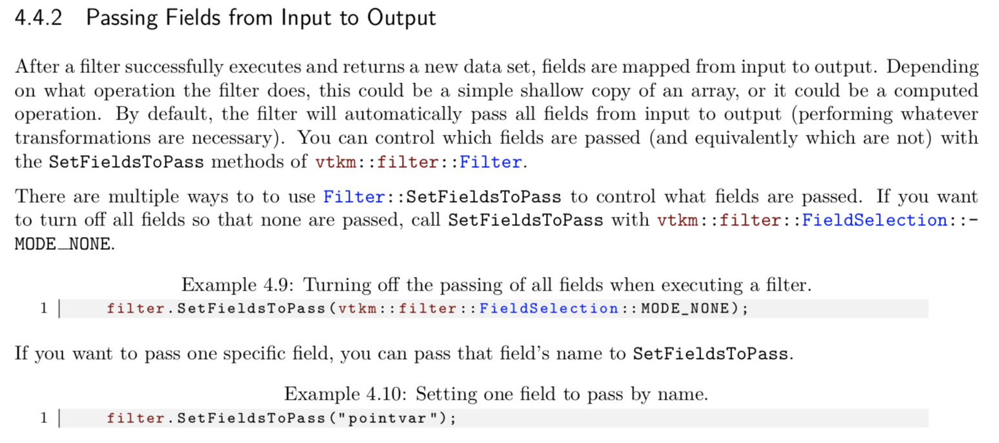 4.4.2 Passing Fields from Input to Output
After a filter successfully executes and returns a new data set, fields are mapped from input to output. Depending
on what operation the filter does, this could be a simple shallow copy of an array, or it could be a computed
operation. By default, the filter will automatically pass all fields from input to output (performing whatever
transformations are necessary). You can control which fields are passed (and equivalently which are not) with
the SetFieldsToPass methods of vtkm::filter::Filter.
There are multiple ways to to use Filter::SetFieldsToPass to control what fields are passed. If you want
to turn off all fields so that none are passed, call SetFieldsToPass with vtkm::filter::FieldSelection::-
MODE_NONE.
Example 4.9: Turning off the passing of all fields when executing a filter.
1 | filter.SetFieldsToPass(vtkm::filter::FieldSelection::MODE_NONE);
If you want to pass one specific field, you can pass that field's name to SetFieldsToPass.
Example 4.10: Setting one field to pass by name.
1 | filter.SetFieldsToPass("pointvar");